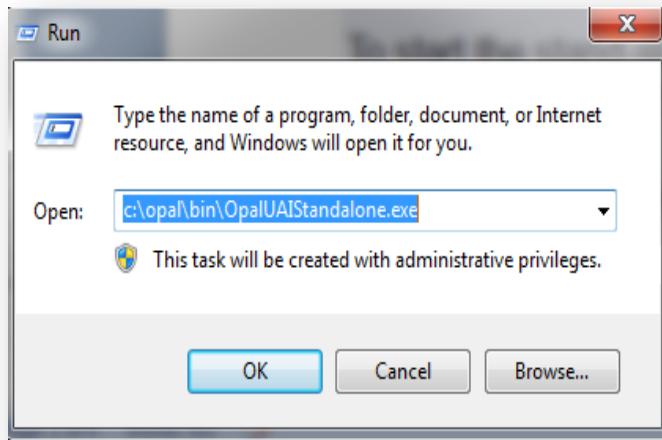 Run
To start the
Type the name of a program, folder, document, or Internet
resource, and Windows will open it for you.
Open:
c:\opal\bin\OpalUAIStandalone.exe
This task will be created with administrative privileges.
OK
Cancel
Browse...